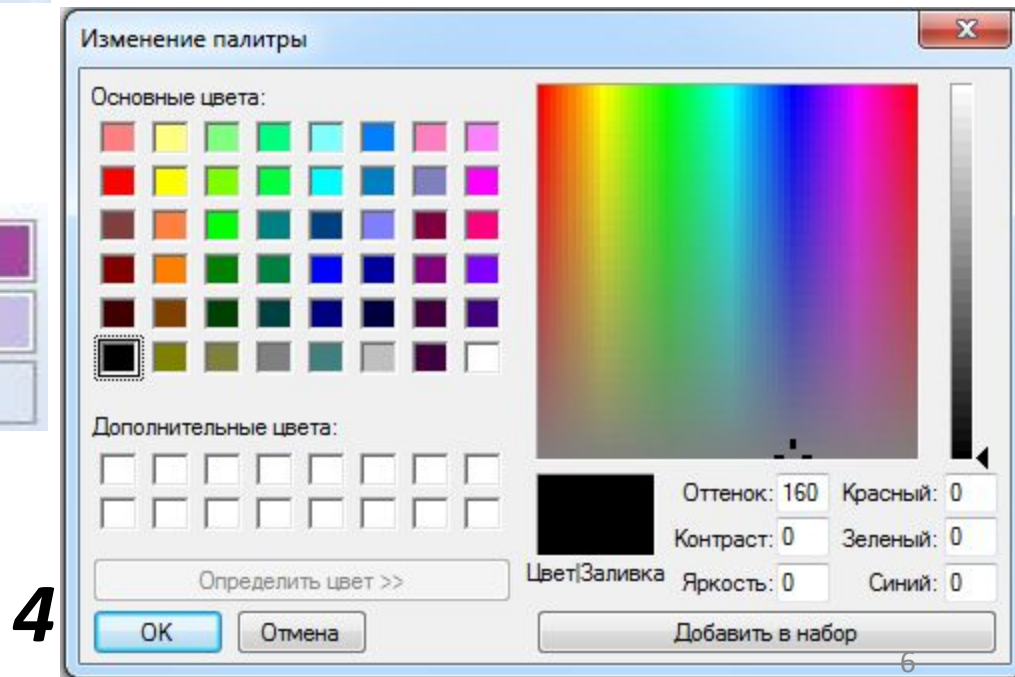 Изменение палитры
Основные цвета:
Дополнительные цвета:
Определить цвет >>
OK Отмена
Цвет|Заливка
Оттенок: 160 Красный: 0
Контраст: 0 Зеленый: 0
Яркость: 0 Синий: 0
Добавить в набор
4
6